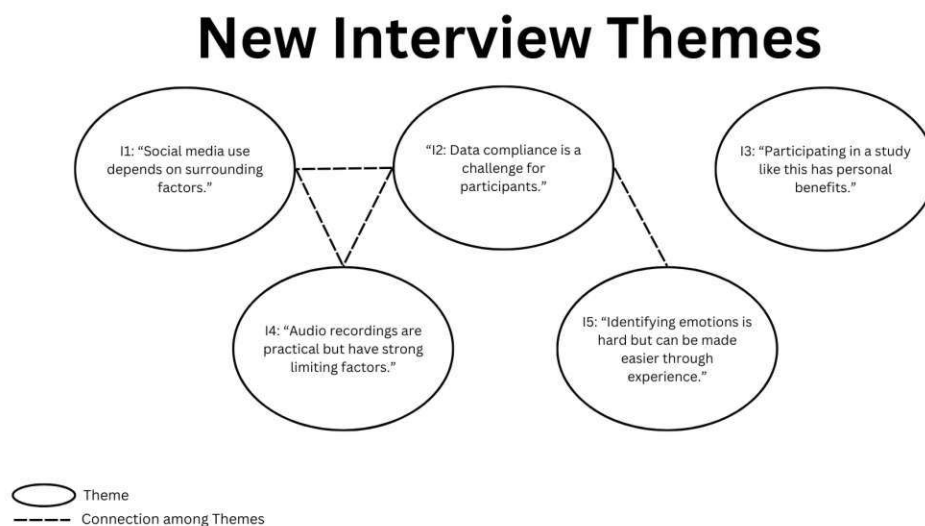 New Interview Themes
I1: “Social media use
depends on surrounding
factors.”
“I2: Data compliance is a
challenge for
participants.”
I3: “Participating in a study
like this has personal
benefits.”
I4: “Audio recordings are
practical but have strong
limiting factors.”
I5: “Identifying emotions is
hard but can be made
easier through
experience.”
Theme
Connection among Themes